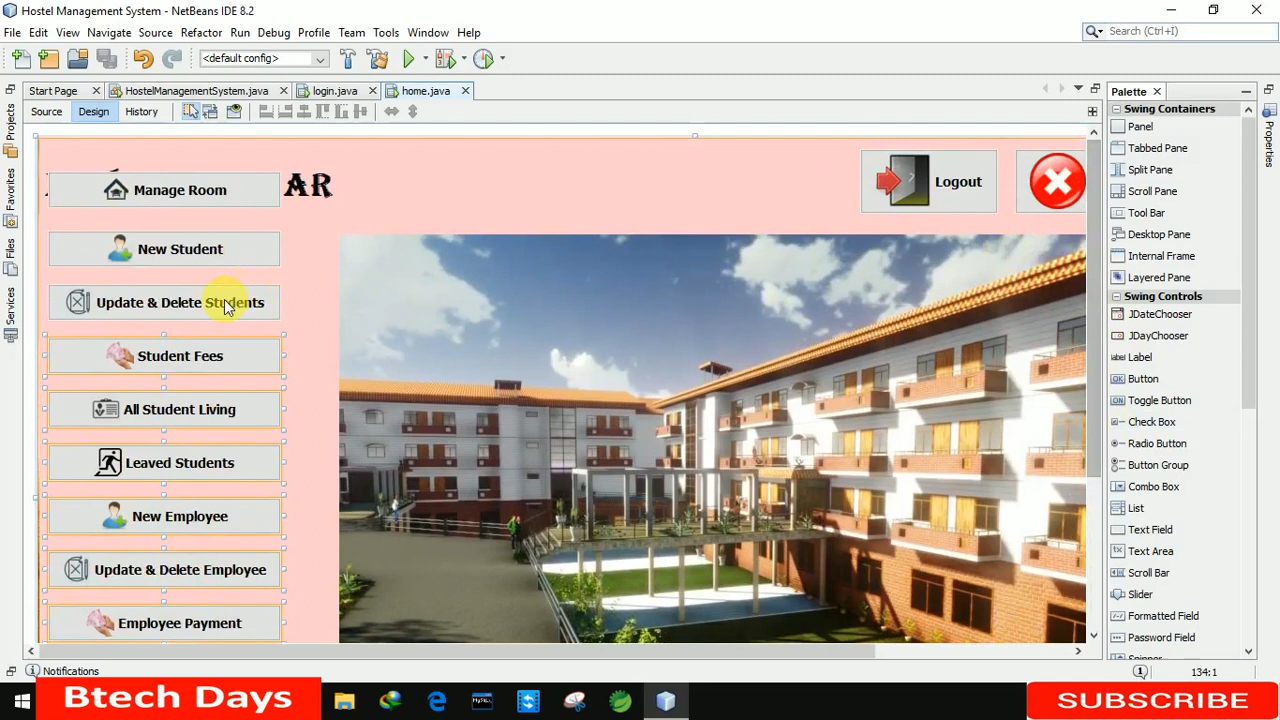 Hostel Management System - NetBeans IDE 8.2
File Edit View Navigate Source Refactor Run Debug Profile Team Tools Window Help
Search (Ctrl+I)
<default config>
Start Page HostelManagementSystem.java login.java home.java
Palette
Source Design History
Swing Containers
Panel
Tabbed Pane
Split Pane
Scroll Pane
Tool Bar
Desktop Pane
Internal Frame
Layered Pane
Swing Controls
JDateChooser
JDayChooser
Label
Button
Toggle Button
Check Box
Radio Button
Button Group
Combo Box
List
Text Field
Text Area
Scroll Bar
Slider
Formatted Field
Password Field
Projects
Favorites
Files
Services
Properties
AR
Logout
Manage Room
New Student
Update & Delete Students
Student Fees
All Student Living
Leaved Students
New Employee
Update & Delete Employee
Employee Payment
Notifications
134:1
Btech Days
SUBSCRIBE